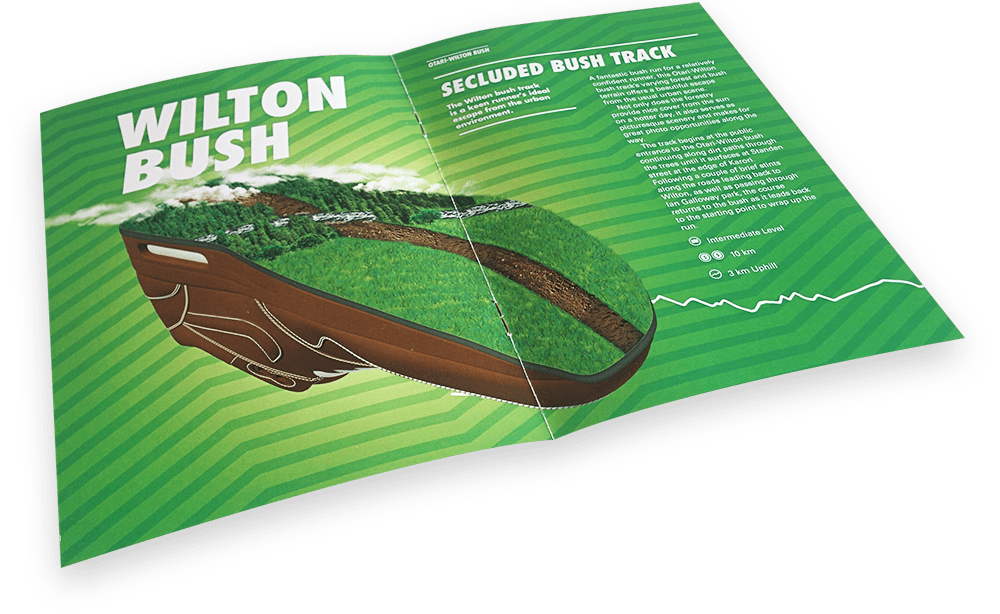 WILTON
BUSH
OTARI-WILTON BUSH
SECLUDED BUSH TRACK
The Wilton bush track
is a keen runner's ideal
escape from the urban
environment.
A fantastic bush run for a relatively
confident runner, this Otari-Wilton
bush track's varying forest and bush
terrain offers a beautiful escape
from the usual urban scene.
Not only does the forestry
provide nice cover from the sun
on a hotter day, it also serves as
picturesque scenery and makes for
great photo opportunities along the
way.
The track begins at the public
entrance to the Otari-Wilton bush
continuing along dirt paths through
the trees until it surfaces at Standen
street at the edge of Karori.
Following a couple of brief stints
along the roads leading back to
Wilton, as well as passing through
Ian Galloway park, the course
returns to the bush as it leads back
to the starting point to wrap up the
run.
Intermediate Level
10 km
3 km Uphill